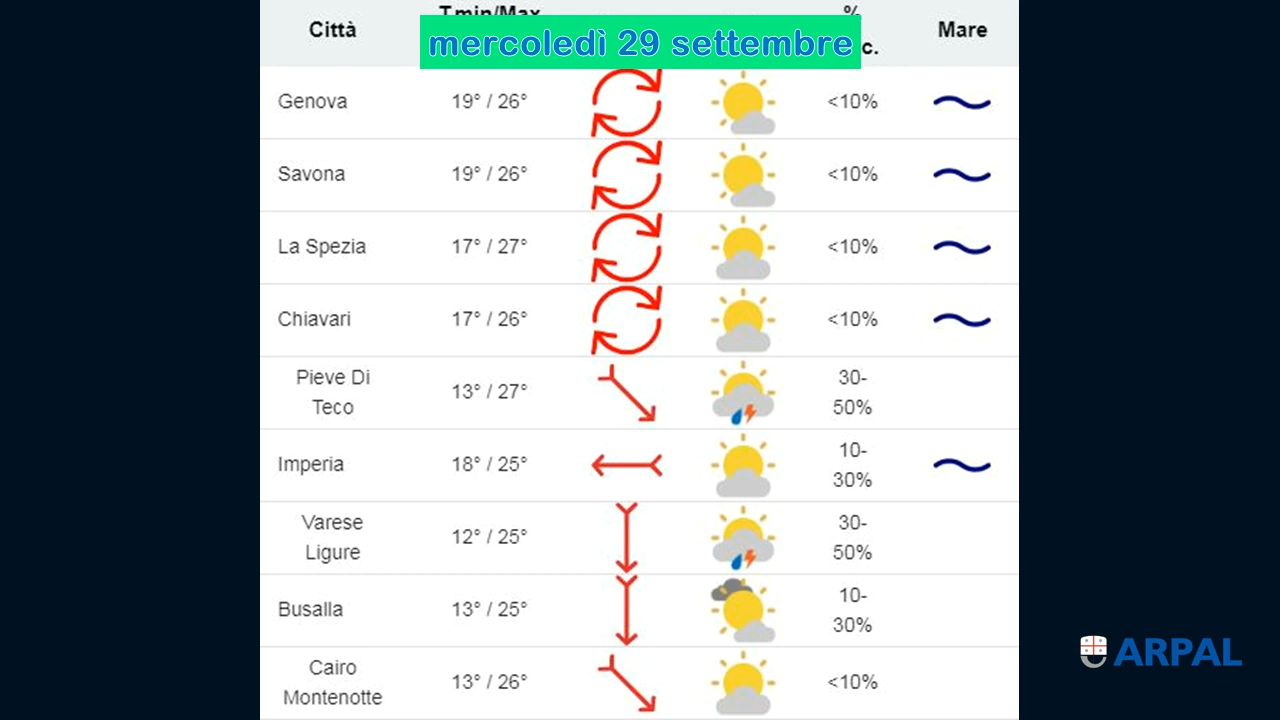 Città Tmin/Max % Mare
mercoledì 29 settembre
c.
Genova 19° / 26° <10%
Savona 19° / 26° <10%
La Spezia 17° / 27° <10%
Chiavari 17° / 26° <10%
Pieve Di 30-
13° / 27°
Teco 50%
10-
Imperia 18° / 25°
30%
Varese 30-
12° / 25°
Ligure 50%
10-
Busalla 13° / 25°
30%
Cairo
13° / 26° <10%
Montenotte
ARPAL